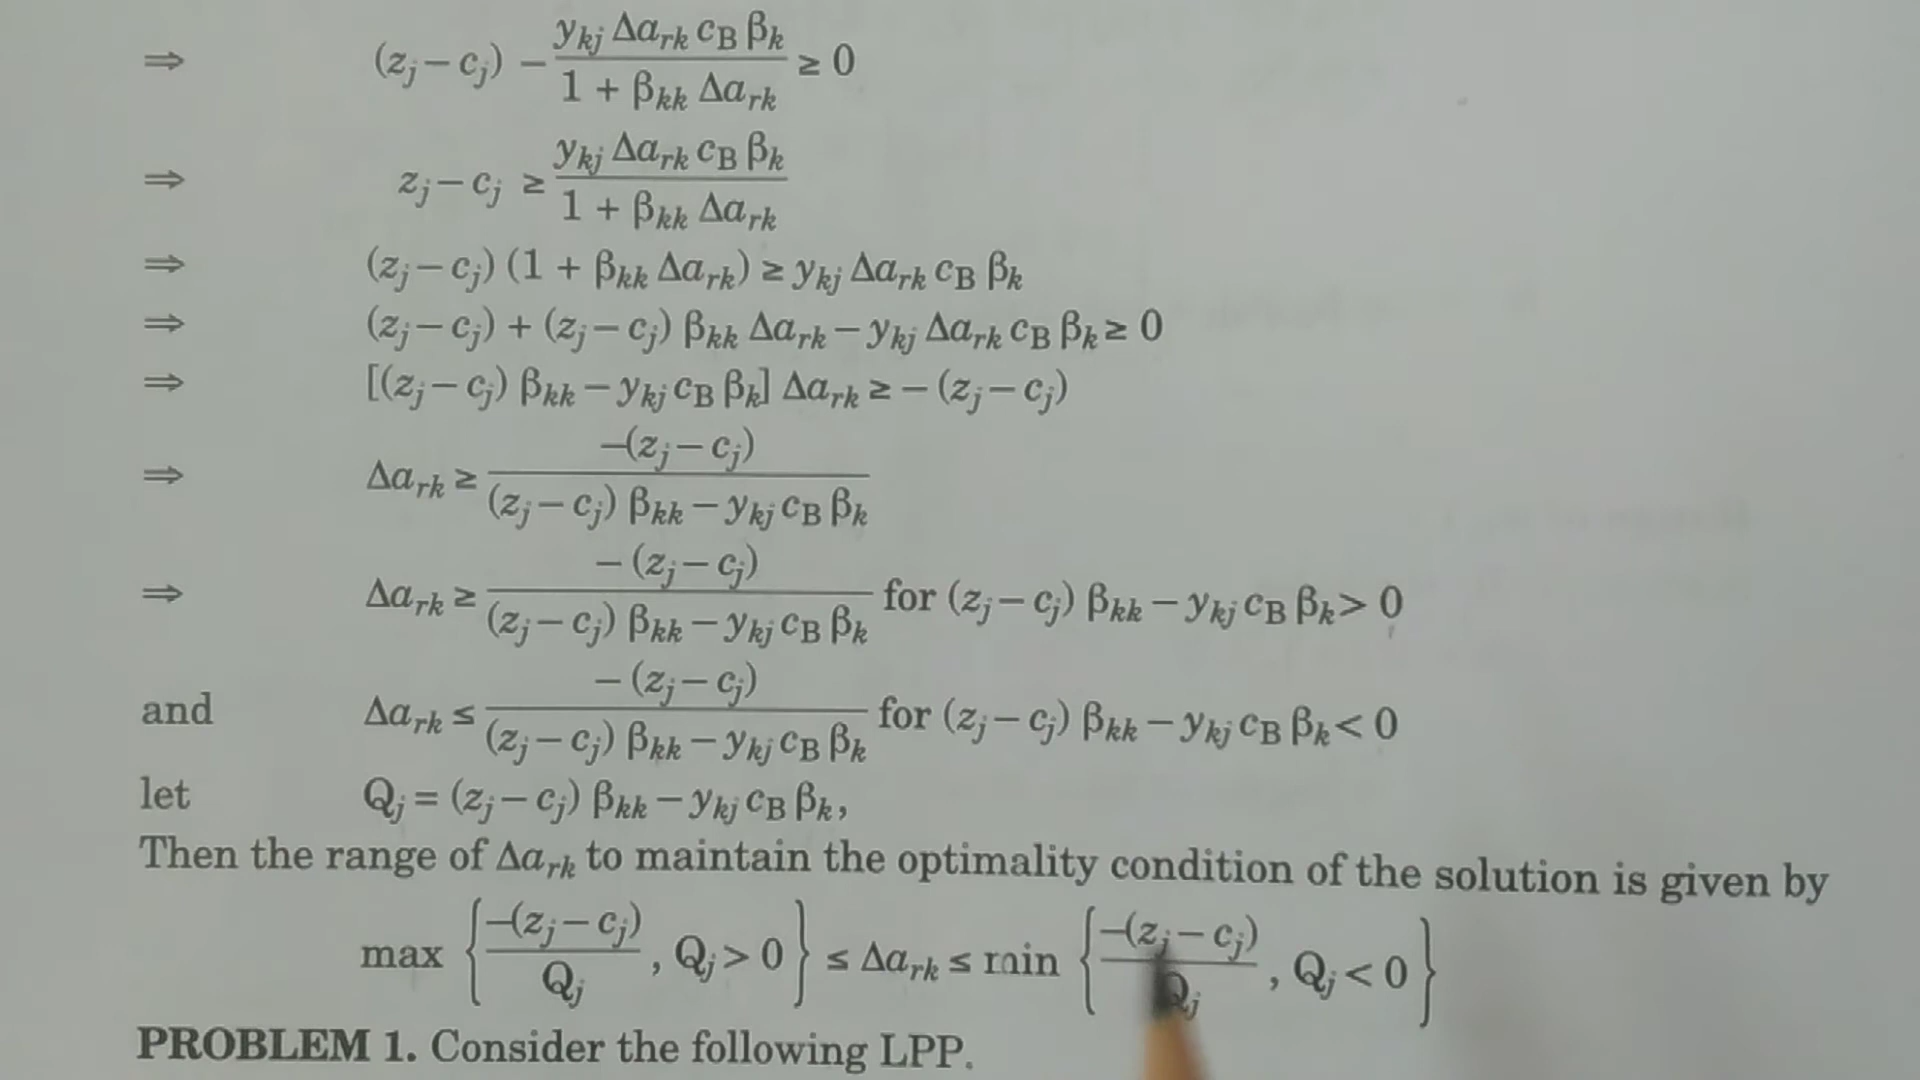 ⇒ (z_j − c_j) − y_kj Δa_rk c_B β_k / (1 + β_kk Δa_rk) ≥ 0
⇒ z_j − c_j ≥ y_kj Δa_rk c_B β_k / (1 + β_kk Δa_rk)
⇒ (z_j − c_j) (1 + β_kk Δa_rk) ≥ y_kj Δa_rk c_B β_k
⇒ (z_j − c_j) + (z_j − c_j) β_kk Δa_rk − y_kj Δa_rk c_B β_k ≥ 0
⇒ [(z_j − c_j) β_kk − y_kj c_B β_k] Δa_rk ≥ − (z_j − c_j)
⇒ Δa_rk ≥ −(z_j − c_j) / ((z_j − c_j) β_kk − y_kj c_B β_k)
⇒ Δa_rk ≥ − (z_j − c_j) / ((z_j − c_j) β_kk − y_kj c_B β_k) for (z_j − c_j) β_kk − y_kj c_B β_k > 0
and Δa_rk ≤ − (z_j − c_j) / ((z_j − c_j) β_kk − y_kj c_B β_k) for (z_j − c_j) β_kk − y_kj c_B β_k < 0
let Q_j = (z_j − c_j) β_kk − y_kj c_B β_k,
Then the range of Δa_rk to maintain the optimality condition of the solution is given by
max { −(z_j − c_j) / Q_j , Q_j > 0 } ≤ Δa_rk ≤ min { −(z_j − c_j) / Q_j , Q_j < 0 }
PROBLEM 1. Consider the following LPP.